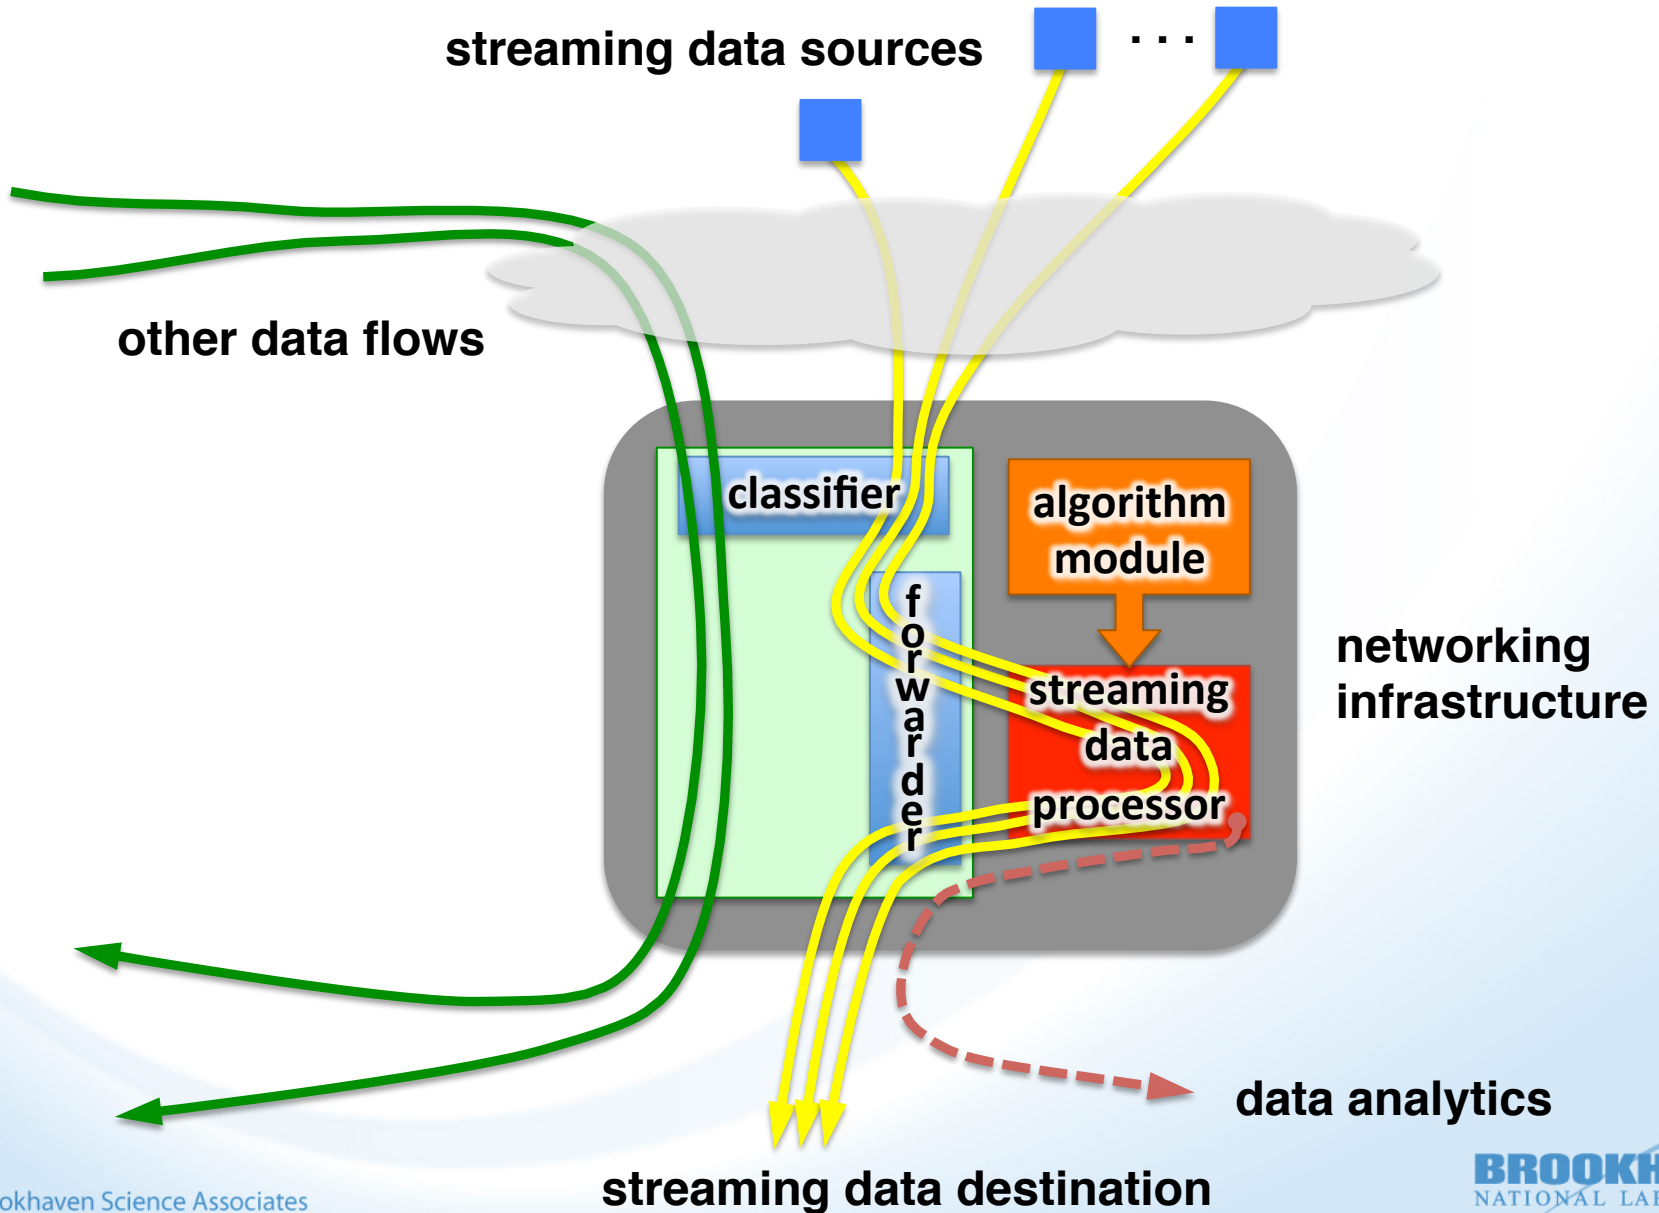 streaming data sources
. . .
other data flows
classifier
algorithm
module
forwarder
streaming
data
processor
networking
infrastructure
data analytics
streaming data destination
okhaven Science Associates
BROOKH
NATIONAL LAB